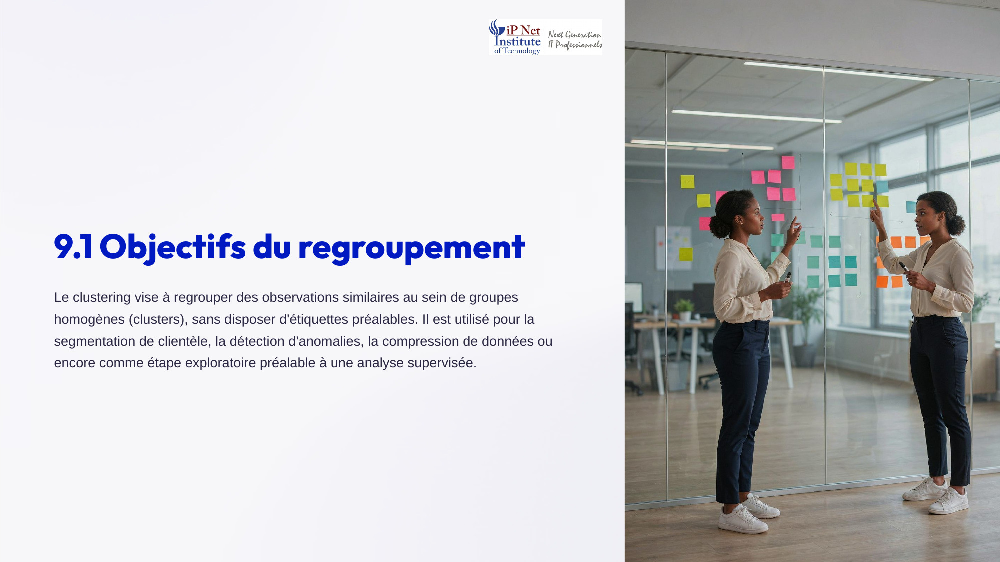 iP Net
Institute
of Technology
Next Generation
IT Professionnels
9.1 Objectifs du regroupement
Le clustering vise à regrouper des observations similaires au sein de groupes
homogènes (clusters), sans disposer d'étiquettes préalables. Il est utilisé pour la
segmentation de clientèle, la détection d'anomalies, la compression de données ou
encore comme étape exploratoire préalable à une analyse supervisée.